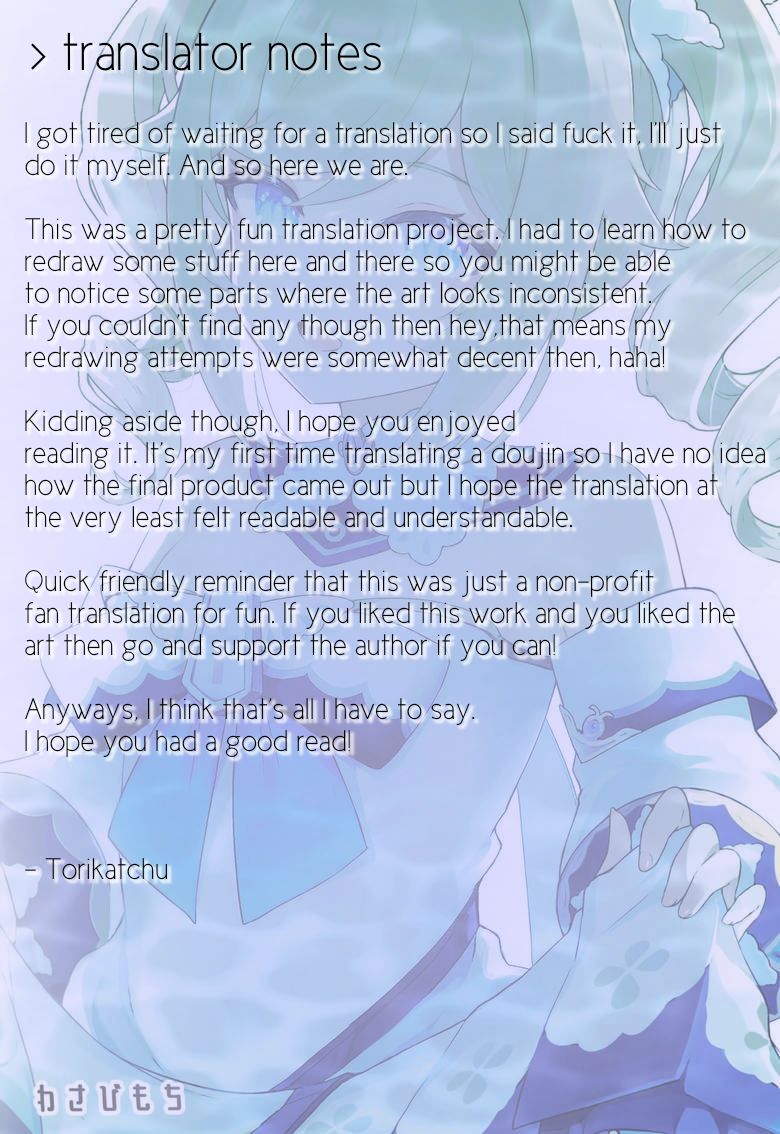 > translator notes
I got tired of waiting for a translation so I said fuck it, I'll just
do it myself. And so here we are.
This was a pretty fun translation project. I had to learn how to
redraw some stuff here and there so you might be able
to notice some parts where the art looks inconsistent.
If you couldn't find any though then hey,that means my
redrawing attempts were somewhat decent then, haha!
Kidding aside though, I hope you enjoyed
reading it. It's my first time translating a doujin so I have no idea
how the final product came out but I hope the translation at
the very least felt readable and understandable.
Quick friendly reminder that this was just a non-profit
fan translation for fun. If you liked this work and you liked the
art then go and support the author if you can!
Anyways, I think that's all I have to say.
I hope you had a good read!
- Torikatchu
わさびもち